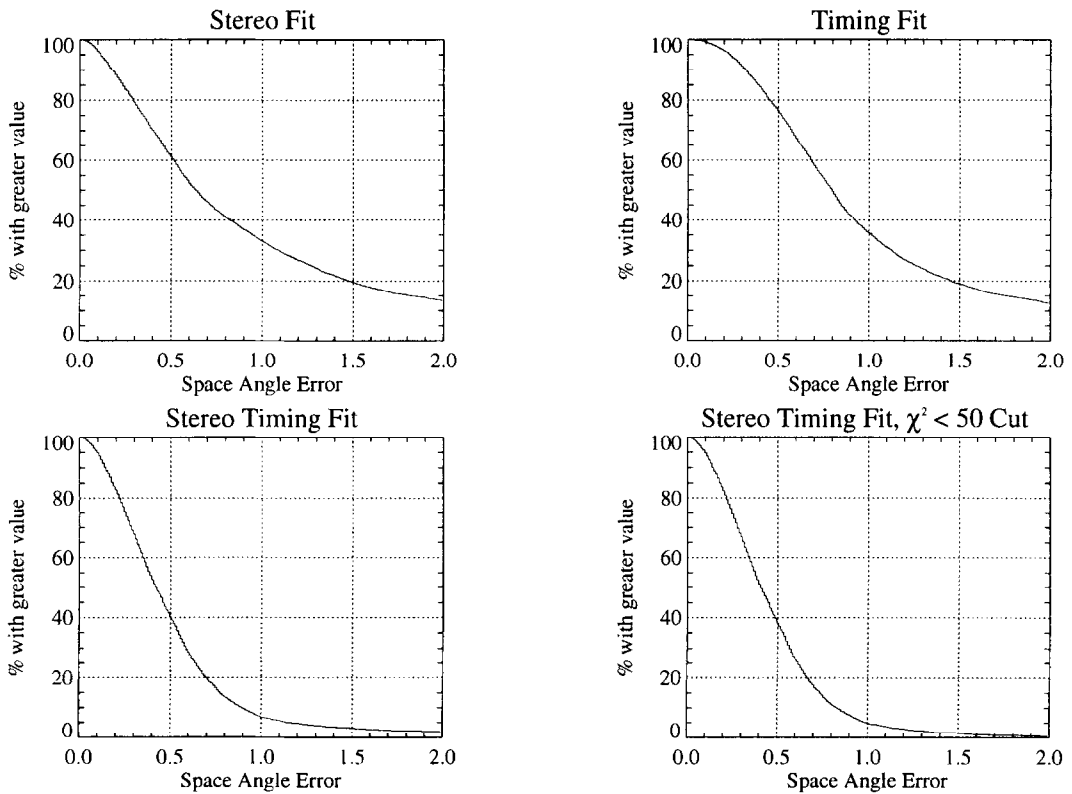 Stereo Fit
100
80
60
40
20
0
% with greater value
0.0 0.5 1.0 1.5 2.0
Space Angle Error
Timing Fit
100
80
60
40
20
0
% with greater value
0.0 0.5 1.0 1.5 2.0
Space Angle Error
Stereo Timing Fit
100
80
60
40
20
0
% with greater value
0.0 0.5 1.0 1.5 2.0
Space Angle Error
Stereo Timing Fit, χ² < 50 Cut
100
80
60
40
20
0
% with greater value
0.0 0.5 1.0 1.5 2.0
Space Angle Error